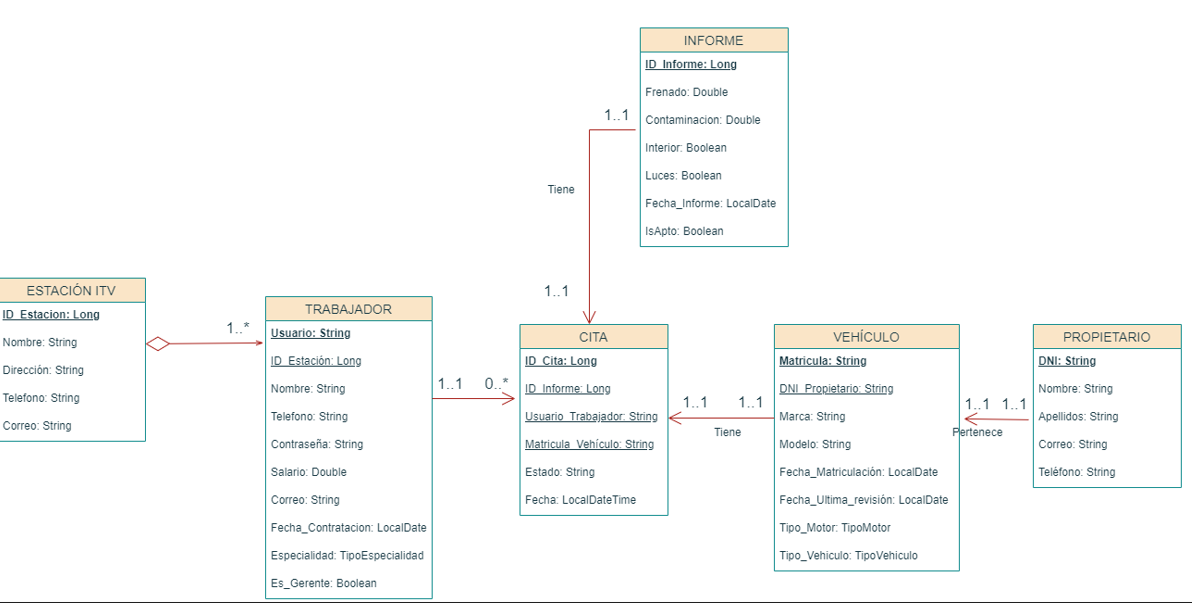 INFORME
ID_Informe: Long
Frenado: Double
Contaminacion: Double
Interior: Boolean
Luces: Boolean
Fecha_Informe: LocalDate
IsApto: Boolean
1..1
Tiene
1..1
ESTACIÓN ITV
ID_Estacion: Long
Nombre: String
Dirección: String
Telefono: String
Correo: String
1..*
TRABAJADOR
Usuario: String
ID_Estación: Long
Nombre: String
Telefono: String
Contraseña: String
Salario: Double
Correo: String
Fecha_Contratacion: LocalDate
Especialidad: TipoEspecialidad
Es_Gerente: Boolean
1..1 0..*
CITA
ID_Cita: Long
ID_Informe: Long
Usuario_Trabajador: String
Matricula_Vehículo: String
Estado: String
Fecha: LocalDateTime
1..1 1..1
Tiene
VEHÍCULO
Matricula: String
DNI_Propietario: String
Marca: String
Modelo: String
Fecha_Matriculación: LocalDate
Fecha_Ultima_revisión: LocalDate
Tipo_Motor: TipoMotor
Tipo_Vehiculo: TipoVehiculo
1..1 1..1
Pertenece
PROPIETARIO
DNI: String
Nombre: String
Apellidos: String
Correo: String
Teléfono: String